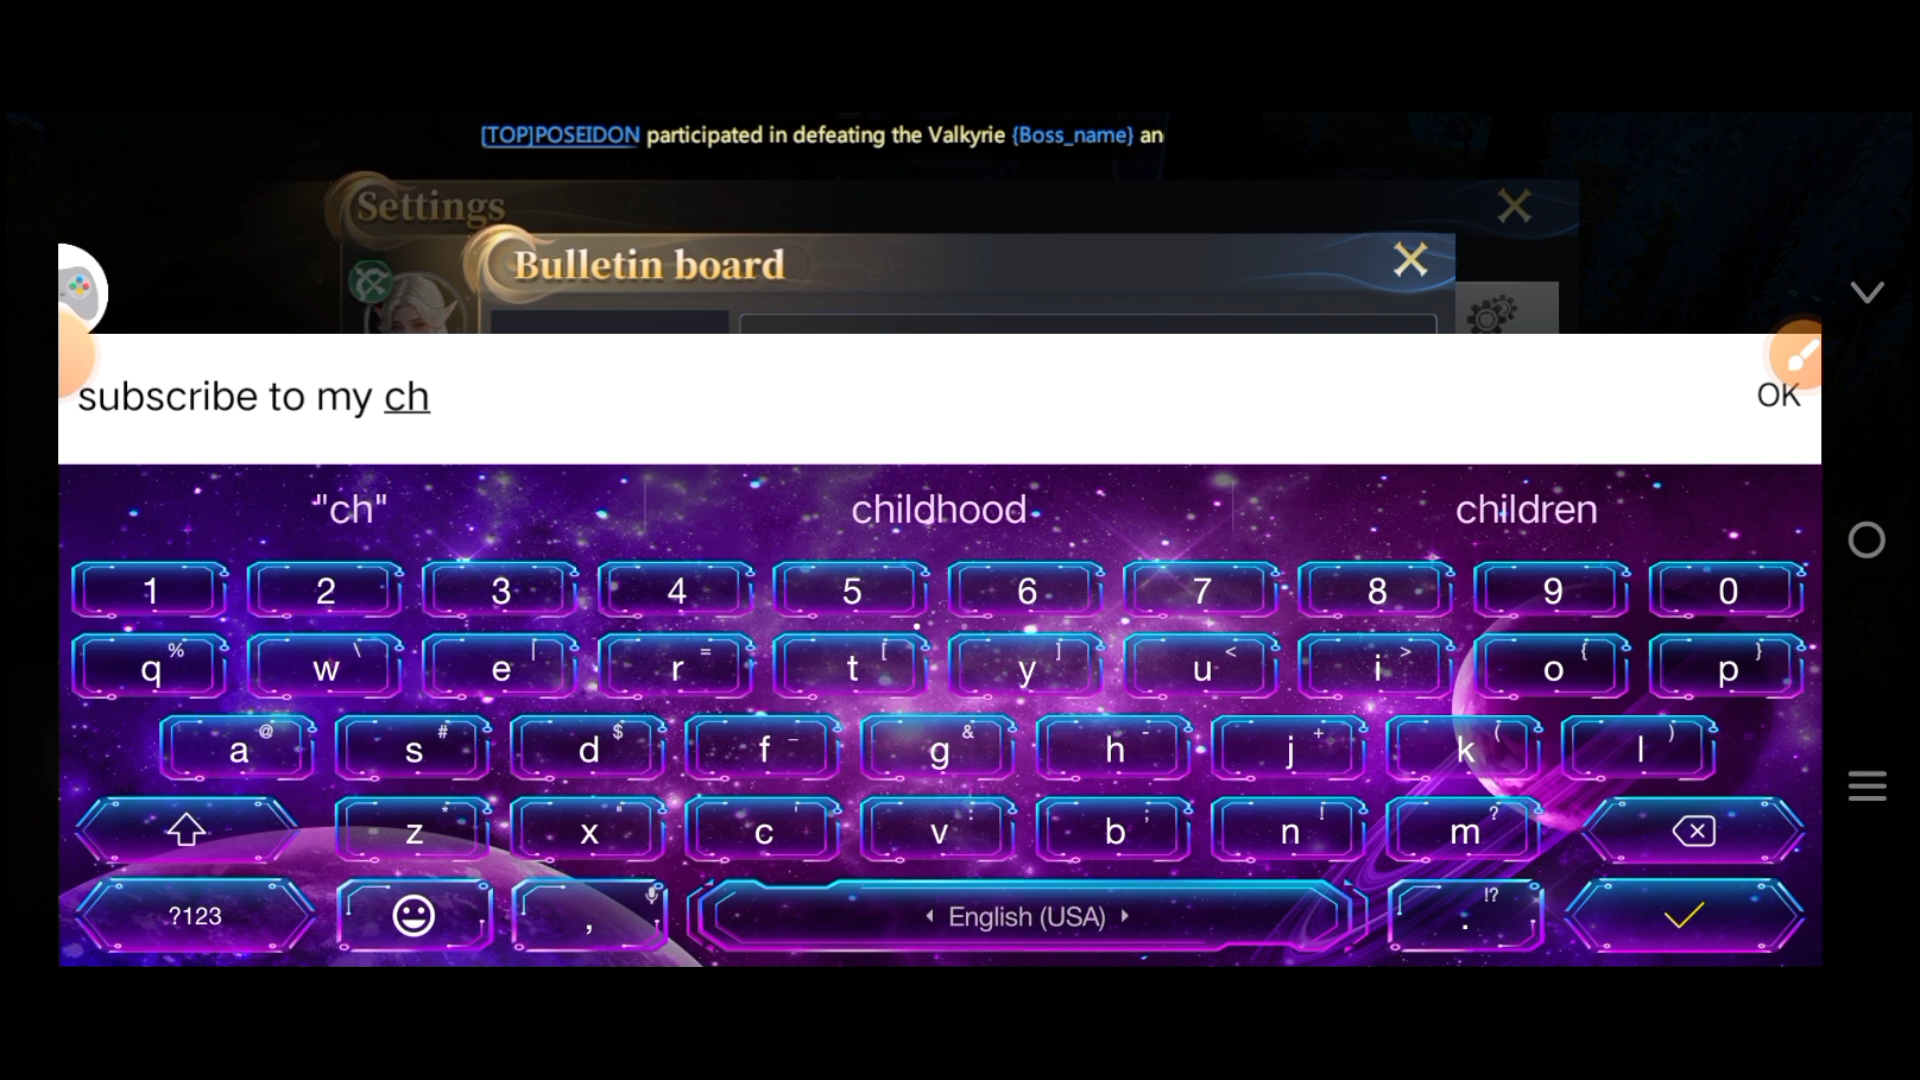 [TOP]POSEIDON participated in defeating the Valkyrie {Boss_name} an
Settings
Bulletin board
subscribe to my ch
OK
"ch" childhood children
1 2 3 4 5 6 7 8 9 0
% \ | = [ ] < > { }
q w e r t y u i o p
@ # $ _ & - + ( )
a s d f g h j k l
* " ' : ; ! ?
z x c v b n m
?123 , English (USA) !? .